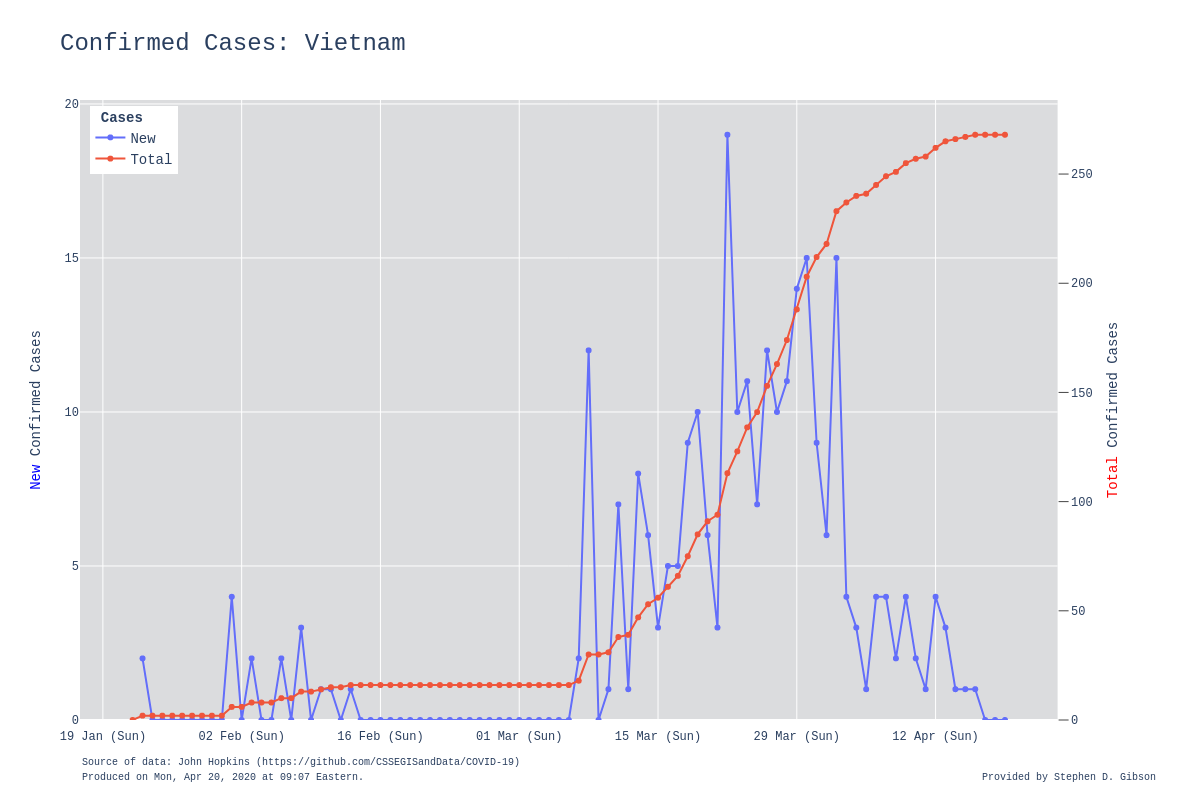 Confirmed Cases: Vietnam
Cases
New
Total
20
15
10
5
0
250
200
150
100
50
0
New Confirmed Cases
Total Confirmed Cases
19 Jan (Sun)
02 Feb (Sun)
16 Feb (Sun)
01 Mar (Sun)
15 Mar (Sun)
29 Mar (Sun)
12 Apr (Sun)
Source of data: John Hopkins (https://github.com/CSSEGISandData/COVID-19)
Produced on Mon, Apr 20, 2020 at 09:07 Eastern.
Provided by Stephen D. Gibson